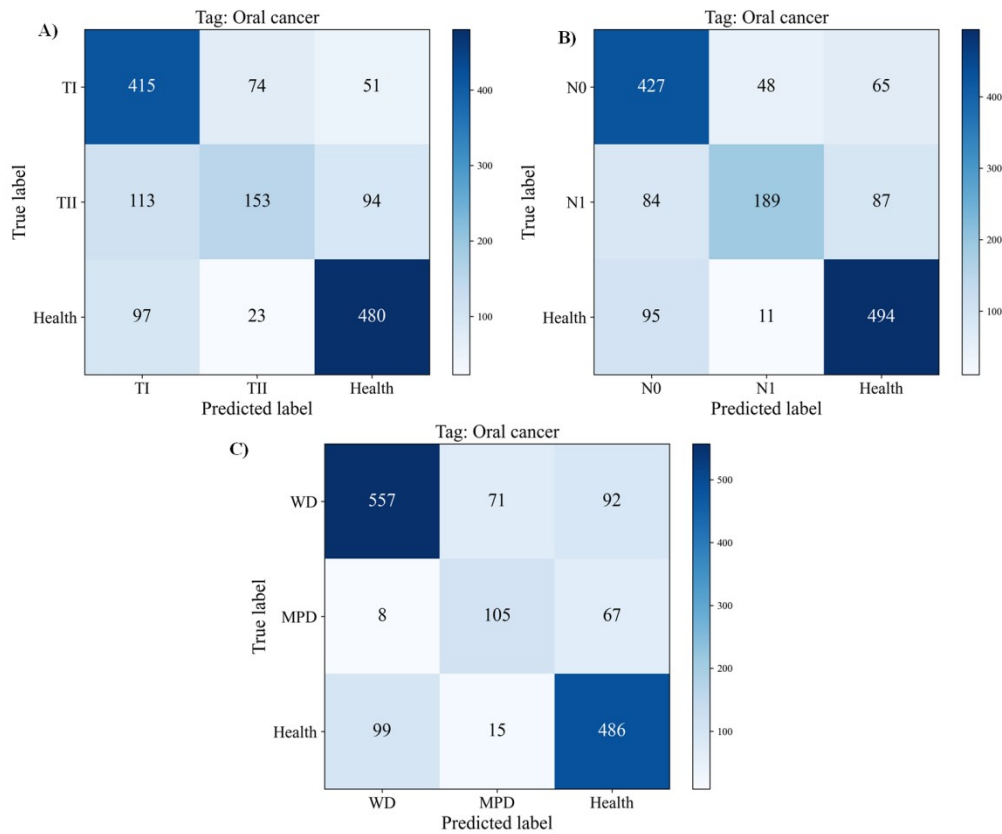 A)
Tag: Oral cancer
TI 415 74 51
TII 113 153 94
Health 97 23 480
TI TII Health
Predicted label
True label
400
300
200
100
B)
Tag: Oral cancer
N0 427 48 65
N1 84 189 87
Health 95 11 494
N0 N1 Health
Predicted label
True label
400
300
200
100
C)
Tag: Oral cancer
WD 557 71 92
MPD 8 105 67
Health 99 15 486
WD MPD Health
Predicted label
True label
500
400
300
200
100